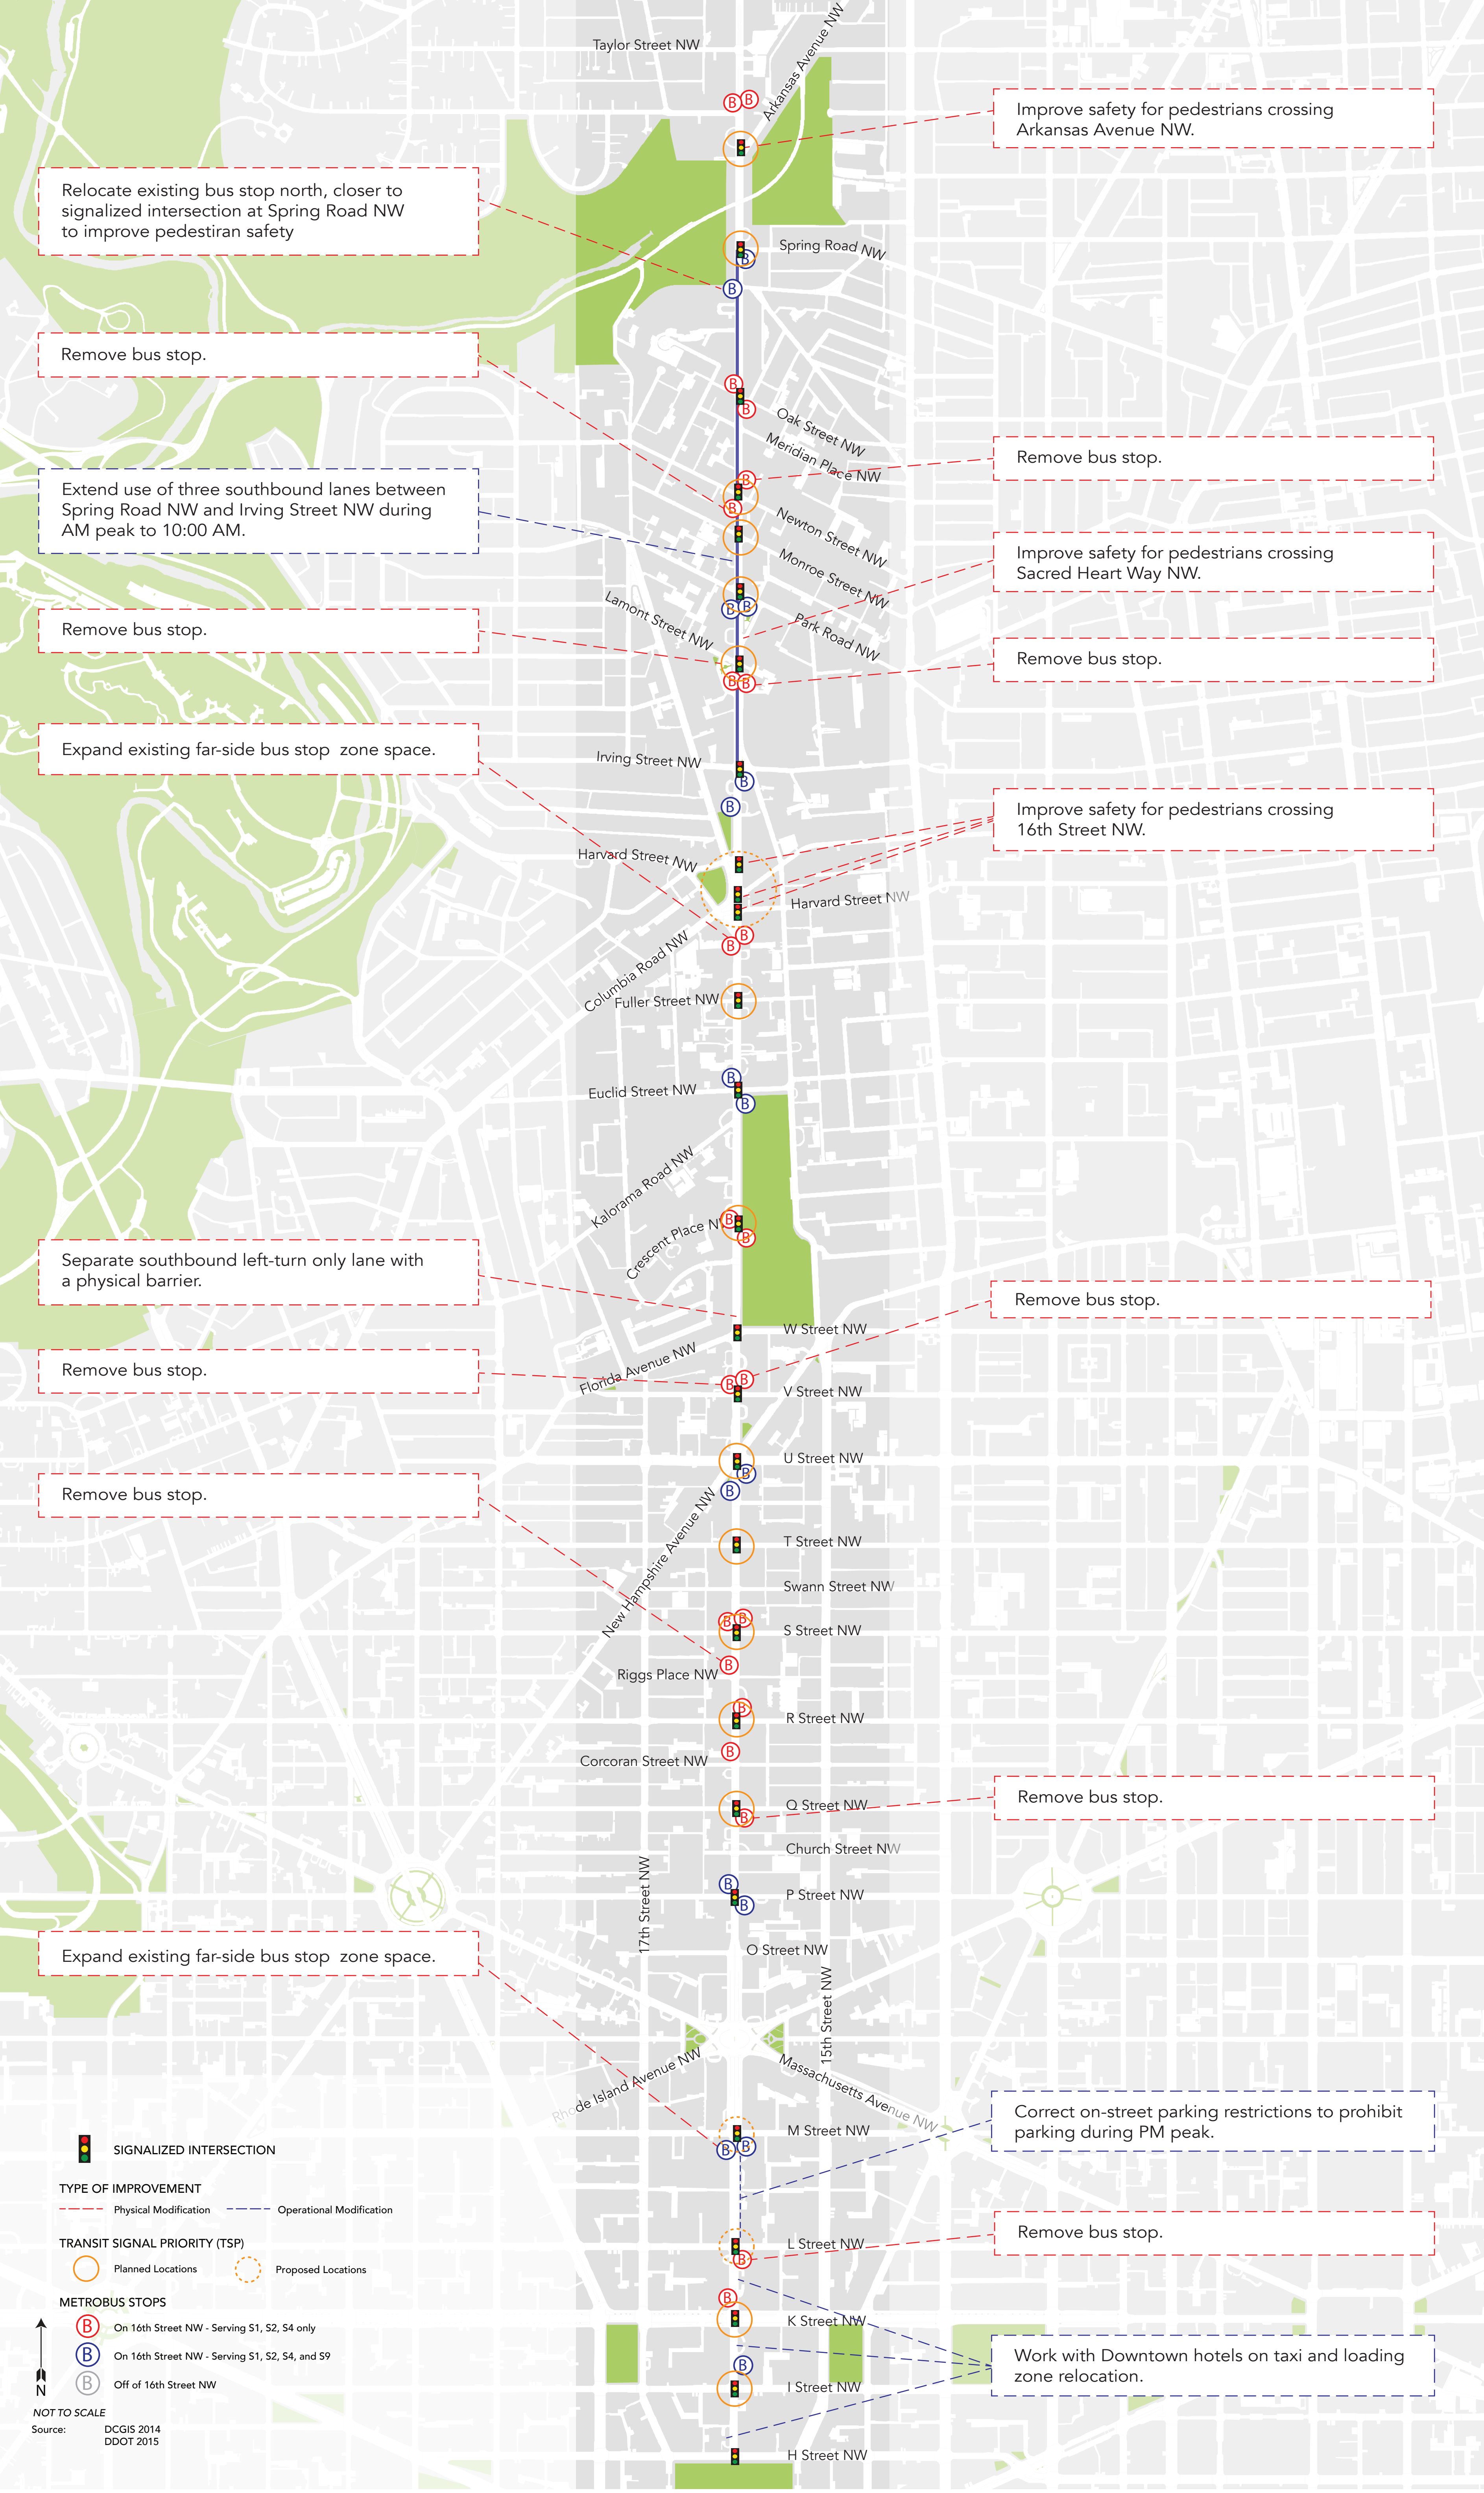 Taylor Street NW
Arkansas Avenue NW
B
B
Improve safety for pedestrians crossing
Arkansas Avenue NW.
Relocate existing bus stop north, closer to
signalized intersection at Spring Road NW
to improve pedestiran safety
Spring Road NW
B
B
Remove bus stop.
B
B
Oak Street NW
Meridian Place NW
Remove bus stop.
B
B
Extend use of three southbound lanes between
Spring Road NW and Irving Street NW during
AM peak to 10:00 AM.
Newton Street NW
Monroe Street NW
Improve safety for pedestrians crossing
Sacred Heart Way NW.
Lamont Street NW
B
B
Park Road NW
Remove bus stop.
Remove bus stop.
B
B
Expand existing far-side bus stop zone space.
Irving Street NW
B
B
Improve safety for pedestrians crossing
16th Street NW.
Harvard Street NW
Harvard Street NW
B
B
Columbia Road NW
Fuller Street NW
B
Euclid Street NW
B
Kalorama Road NW
Crescent Place NW
B
B
Separate southbound left-turn only lane with
a physical barrier.
Remove bus stop.
W Street NW
Florida Avenue NW
Remove bus stop.
B
B
V Street NW
U Street NW
B
B
Remove bus stop.
New Hampshire Avenue NW
T Street NW
Swann Street NW
B
B
S Street NW
B
Riggs Place NW
B
R Street NW
B
Corcoran Street NW
Q Street NW
B
Remove bus stop.
Church Street NW
17th Street NW
B
P Street NW
B
Expand existing far-side bus stop zone space.
O Street NW
15th Street NW
Rhode Island Avenue NW
Massachusetts Avenue NW
M Street NW
B
B
Correct on-street parking restrictions to prohibit
parking during PM peak.
L Street NW
B
Remove bus stop.
B
K Street NW
B
Work with Downtown hotels on taxi and loading
zone relocation.
I Street NW
H Street NW
SIGNALIZED INTERSECTION
TYPE OF IMPROVEMENT
Physical Modification
Operational Modification
TRANSIT SIGNAL PRIORITY (TSP)
Planned Locations
Proposed Locations
METROBUS STOPS
B On 16th Street NW - Serving S1, S2, S4 only
B On 16th Street NW - Serving S1, S2, S4, and S9
B Off of 16th Street NW
N
NOT TO SCALE
Source: DCGIS 2014
DDOT 2015